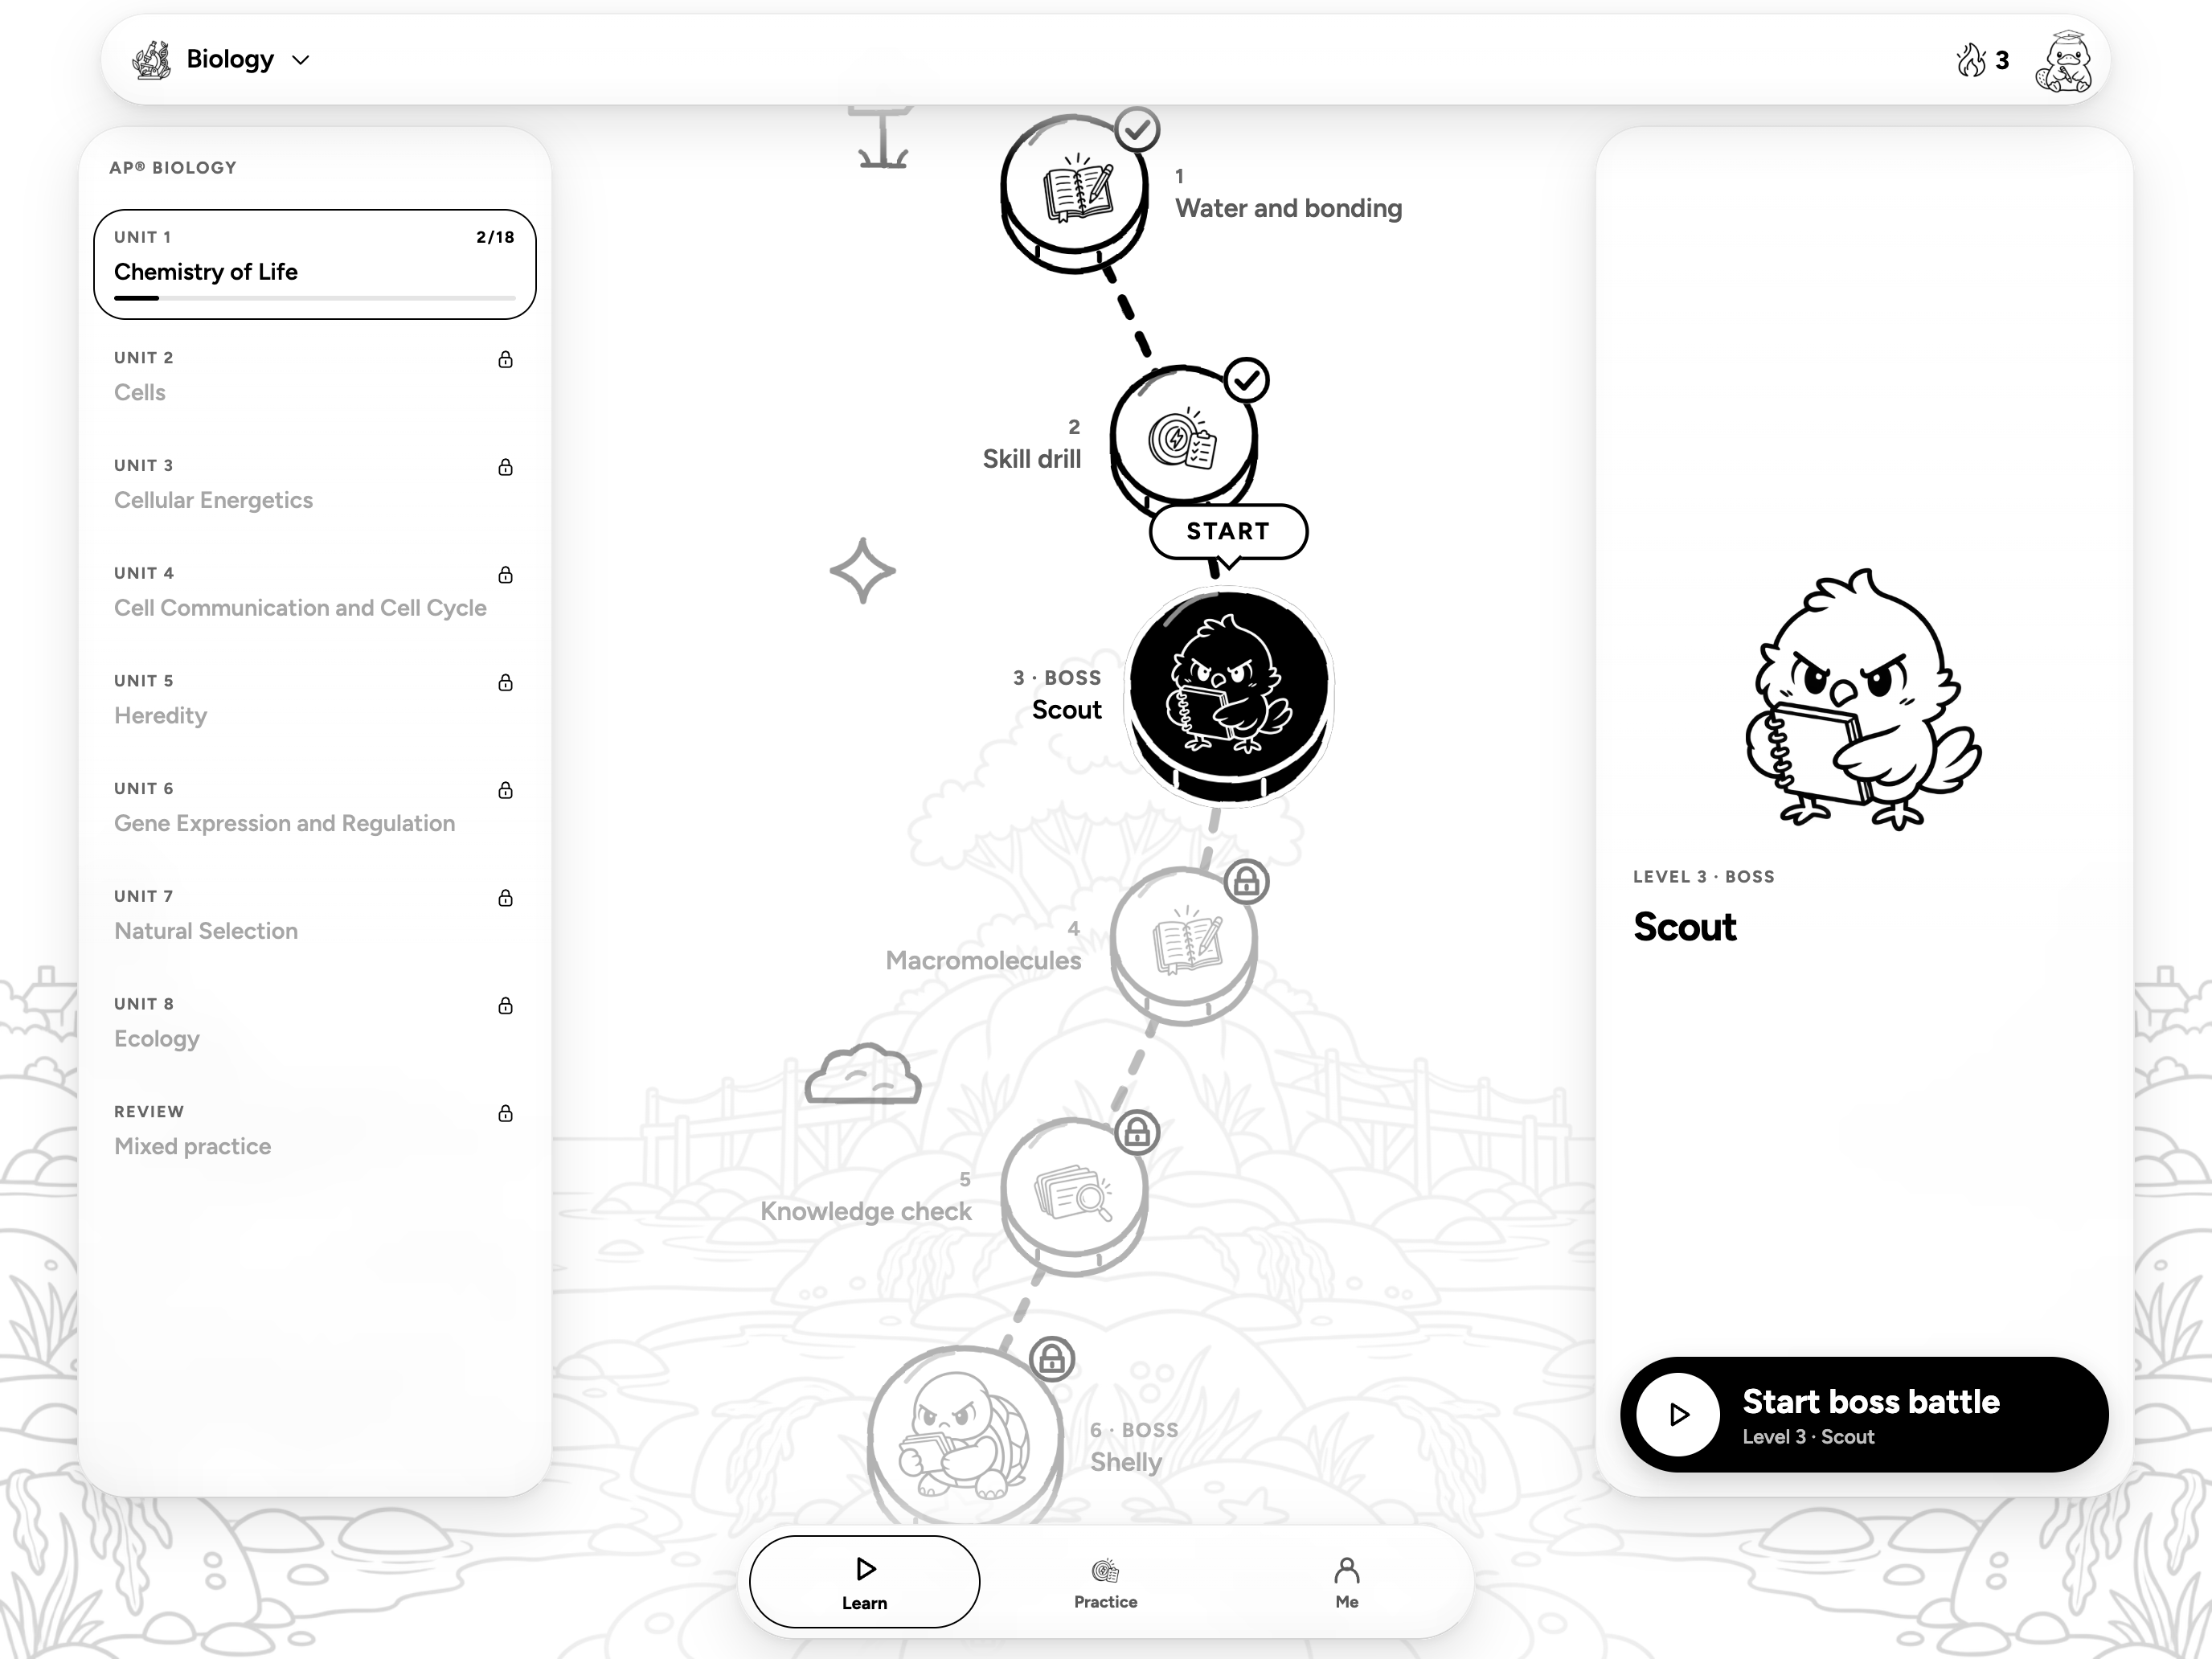 Biology
3
AP® BIOLOGY
UNIT 1
2/18
Chemistry of Life
UNIT 2
Cells
UNIT 3
Cellular Energetics
UNIT 4
Cell Communication and Cell Cycle
UNIT 5
Heredity
UNIT 6
Gene Expression and Regulation
UNIT 7
Natural Selection
UNIT 8
Ecology
REVIEW
Mixed practice
1
Water and bonding
2
Skill drill
START
3 · BOSS
Scout
4
Macromolecules
5
Knowledge check
6 · BOSS
Shelly
LEVEL 3 · BOSS
Scout
Start boss battle
Level 3 · Scout
Learn
Practice
Me